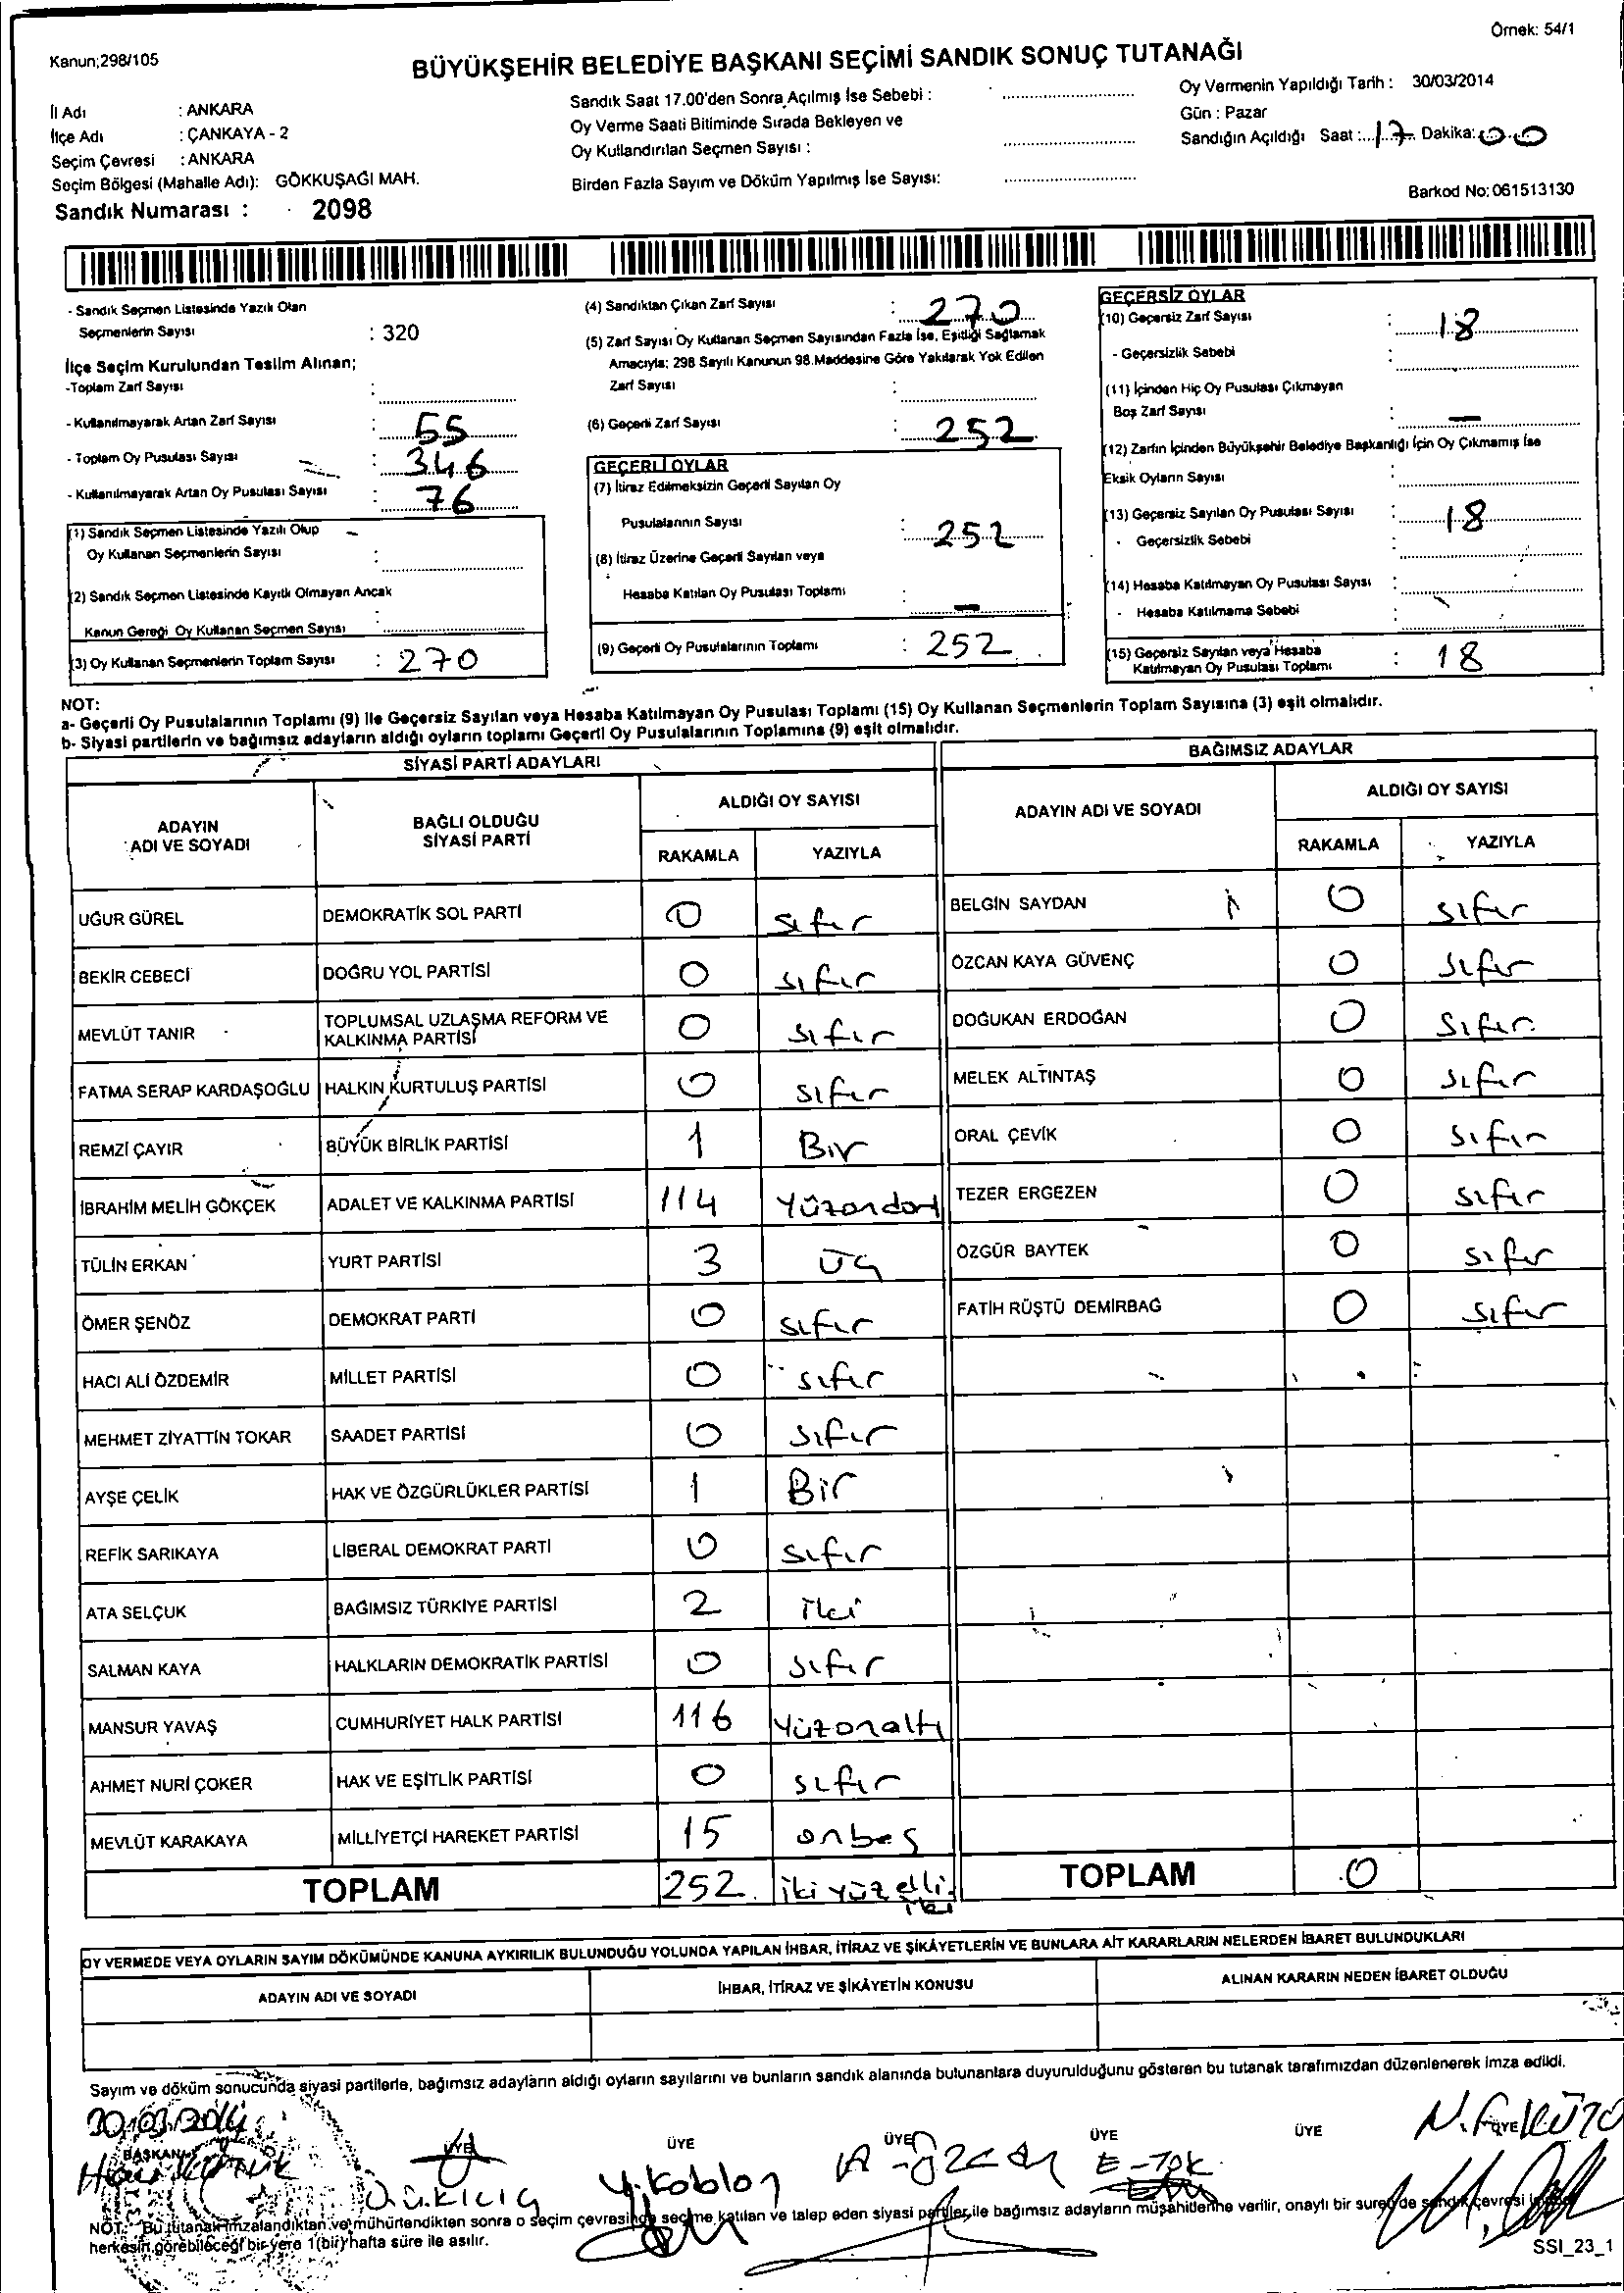 Örnek: 54/1
Kanun;298/105
BÜYÜKŞEHİR BELEDİYE BAŞKANI SEÇİMİ SANDIK SONUÇ TUTANAĞI
İl Adı : ANKARA
İlçe Adı : ÇANKAYA - 2
Seçim Çevresi : ANKARA
Seçim Bölgesi (Mahalle Adı): GÖKKUŞAĞI MAH.
Sandık Numarası : 2098
Sandık Saat 17.00'den Sonra Açılmış İse Sebebi :
Oy Verme Saati Bitiminde Sırada Bekleyen ve
Oy Kullandırılan Seçmen Sayısı :
Birden Fazla Sayım ve Döküm Yapılmış İse Sayısı:
Oy Vermenin Yapıldığı Tarih : 30/03/2014
Gün : Pazar
Sandığın Açıldığı Saat : 17 Dakika: 00
Barkod No: 061513130
- Sandık Seçmen Listesinde Yazılı Olan
Seçmenlerin Sayısı : 320
İlçe Seçim Kurulundan Teslim Alınan;
-Toplam Zarf Sayısı :
- Kullanılmayarak Artan Zarf Sayısı : 55
- Toplam Oy Pusulası Sayısı : 346
- Kullanılmayarak Artan Oy Pusulası Sayısı : 76
(1) Sandık Seçmen Listesinde Yazılı Olup
Oy Kullanan Seçmenlerin Sayısı :
(2) Sandık Seçmen Listesinde Kayıtlı Olmayan Ancak
Kanun Gereği Oy Kullanan Seçmen Sayısı :
(3) Oy Kullanan Seçmenlerin Toplam Sayısı : 270
(4) Sandıktan Çıkan Zarf Sayısı : 270
(5) Zarf Sayısı Oy Kullanan Seçmen Sayısından Fazla İse, Eşitliği Sağlamak
Amacıyla; 298 Sayılı Kanunun 98.Maddesine Göre Yakılarak Yok Edilen
Zarf Sayısı :
(6) Geçerli Zarf Sayısı : 252
GEÇERLİ OYLAR
(7) İtiraz Edilmeksizin Geçerli Sayılan Oy
Pusulalarının Sayısı : 252
(8) İtiraz Üzerine Geçerli Sayılan veya
Hesaba Katılan Oy Pusulası Toplamı : –
(9) Geçerli Oy Pusulalarının Toplamı : 252
GEÇERSİZ OYLAR
(10) Geçersiz Zarf Sayısı : 18
- Geçersizlik Sebebi :
(11) İçinden Hiç Oy Pusulası Çıkmayan
Boş Zarf Sayısı : –
(12) Zarfın İçinden Büyükşehir Belediye Başkanlığı İçin Oy Çıkmamış İse
Eksik Oyların Sayısı :
(13) Geçersiz Sayılan Oy Pusulası Sayısı : 18
- Geçersizlik Sebebi :
(14) Hesaba Katılmayan Oy Pusulası Sayısı :
- Hesaba Katılmama Sebebi :
(15) Geçersiz Sayılan veya Hesaba
Katılmayan Oy Pusulası Toplamı : 18
NOT:
a- Geçerli Oy Pusulalarının Toplamı (9) ile Geçersiz Sayılan veya Hesaba Katılmayan Oy Pusulası Toplamı (15) Oy Kullanan Seçmenlerin Toplam Sayısına (3) eşit olmalıdır.
b- Siyasi partilerin ve bağımsız adayların aldığı oyların toplamı Geçerli Oy Pusulalarının Toplamına (9) eşit olmalıdır.
SİYASİ PARTİ ADAYLARI
ADAYIN ADI VE SOYADI BAĞLI OLDUĞU SİYASİ PARTİ ALDIĞI OY SAYISI
RAKAMLA YAZIYLA
UĞUR GÜREL DEMOKRATİK SOL PARTİ 0 sıfır
BEKİR CEBECİ DOĞRU YOL PARTİSİ 0 sıfır
MEVLÜT TANIR TOPLUMSAL UZLAŞMA REFORM VE KALKINMA PARTİSİ 0 sıfır
FATMA SERAP KARDAŞOĞLU HALKIN KURTULUŞ PARTİSİ 0 sıfır
REMZİ ÇAYIR BÜYÜK BİRLİK PARTİSİ 1 Bir
İBRAHİM MELİH GÖKÇEK ADALET VE KALKINMA PARTİSİ 114 Yüzondort
TÜLİN ERKAN YURT PARTİSİ 3 üç
ÖMER ŞENÖZ DEMOKRAT PARTİ 0 sıfır
HACI ALİ ÖZDEMİR MİLLET PARTİSİ 0 sıfır
MEHMET ZİYATTİN TOKAR SAADET PARTİSİ 0 sıfır
AYŞE ÇELİK HAK VE ÖZGÜRLÜKLER PARTİSİ 1 Bir
REFİK SARIKAYA LİBERAL DEMOKRAT PARTİ 0 sıfır
ATA SELÇUK BAĞIMSIZ TÜRKİYE PARTİSİ 2 iki
SALMAN KAYA HALKLARIN DEMOKRATİK PARTİSİ 0 sıfır
MANSUR YAVAŞ CUMHURİYET HALK PARTİSİ 116 Yüzonaltı
AHMET NURİ ÇOKER HAK VE EŞİTLİK PARTİSİ 0 sıfır
MEVLÜT KARAKAYA MİLLİYETÇİ HAREKET PARTİSİ 15 onbeş
TOPLAM 252 iki yüz elli iki
BAĞIMSIZ ADAYLAR
ADAYIN ADI VE SOYADI ALDIĞI OY SAYISI
RAKAMLA YAZIYLA
BELGİN SAYDAN 0 sıfır
ÖZCAN KAYA GÜVENÇ 0 sıfır
DOĞUKAN ERDOĞAN 0 sıfır
MELEK ALTINTAŞ 0 sıfır
ORAL ÇEVİK 0 sıfır
TEZER ERGEZEN 0 sıfır
ÖZGÜR BAYTEK 0 sıfır
FATİH RÜŞTÜ DEMİRBAĞ 0 sıfır
TOPLAM 0
OY VERMEDE VEYA OYLARIN SAYIM DÖKÜMÜNDE KANUNA AYKIRILIK BULUNDUĞU YOLUNDA YAPILAN İHBAR, İTİRAZ VE ŞİKÂYETLERİN VE BUNLARA AİT KARARLARIN NELERDEN İBARET BULUNDUKLARI
ADAYIN ADI VE SOYADI İHBAR, İTİRAZ VE ŞİKÂYETİN KONUSU ALINAN KARARIN NEDEN İBARET OLDUĞU
Sayım ve döküm sonucunda siyasi partilerle, bağımsız adayların aldığı oyların sayılarını ve bunların sandık alanında bulunanlara duyurulduğunu gösteren bu tutanak tarafımızdan düzenlenerek imza edildi.
30.03.2014
BAŞKAN ÜYE ÜYE ÜYE ÜYE ÜYE ÜYE
Ü.KILIÇ Y.Koblon A-özcan E-TOK
NOT: Bu tutanak imzalandıktan ve mühürlendikten sonra o seçim çevresinde seçime katılan ve talep eden siyasi partiler ile bağımsız adayların müşahitlerine verilir, onaylı bir sureti de sandık çevresi
herkesin görebileceği bir yere 1(bir) hafta süre ile asılır.
SSI_23_1